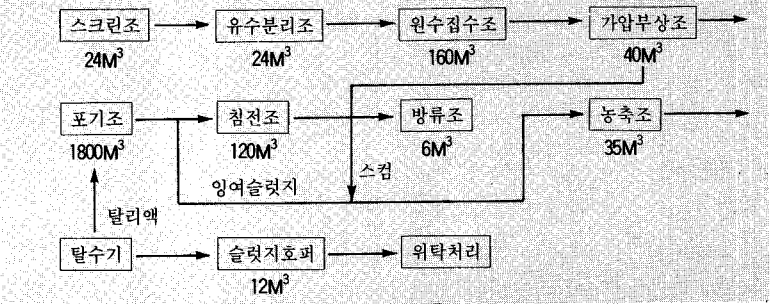 스크린조 유수분리조 원수집수조 가압부상조
24M³ 24M³ 160M³ 40M³
포기조 침전조 방류조 농축조
1800M³ 120M³ 6M³ 35M³
스컴
잉여슬럿지
탈리액
탈수기 슬럿지호퍼 위탁처리
12M³